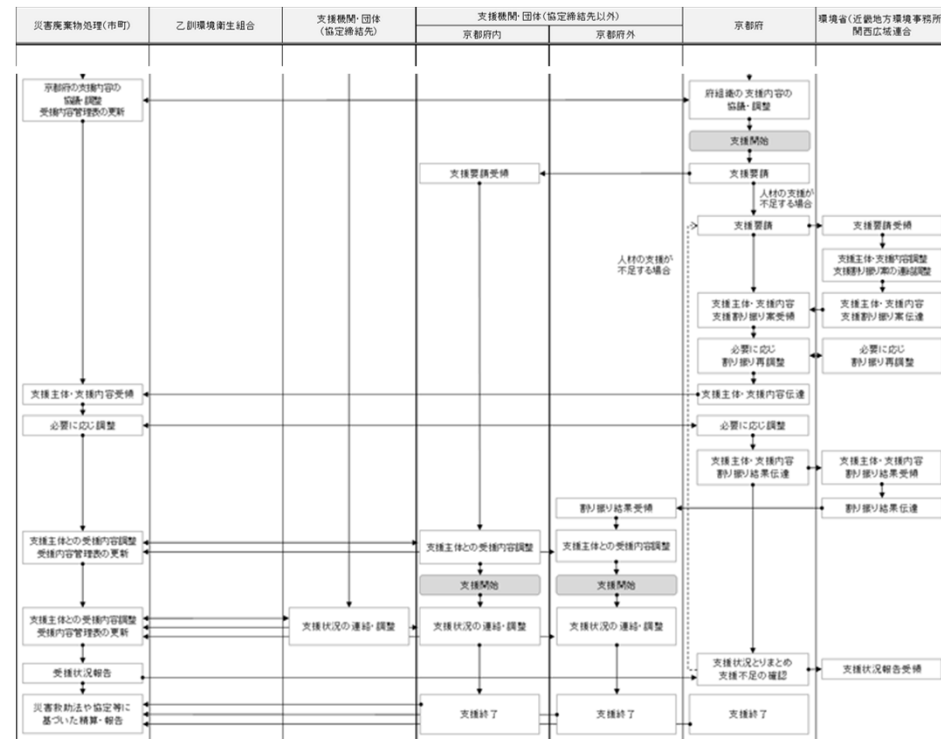 災害廃棄物処理(市町)
乙訓環境衛生組合
支援機関・団体
(協定締結先)
支援機関・団体(協定締結先以外)
京都府内
京都府外
京都府
環境省(近畿地方環境事務所
関西広域連合
京都府の支援内容の
協議・調整
受援内容管理表の更新
府組織の支援内容の
協議・調整
支援開始
支援要請受領
支援要請
人材の支援が
不足する場合
支援要請
支援要請受領
人材の支援が
不足する場合
支援主体・支援内容調整
支援割り振り案の連絡調整
支援主体・支援内容
支援割り振り案受領
支援主体・支援内容
支援割り振り案伝達
必要に応じ
割り振り再調整
必要に応じ
割り振り再調整
支援主体・支援内容受領
支援主体・支援内容伝達
必要に応じ調整
必要に応じ調整
支援主体・支援内容
割り振り結果伝達
支援主体・支援内容
割り振り結果受領
割り振り結果受領
割り振り結果伝達
支援主体との受援内容調整
受援内容管理表の更新
支援主体との受援内容調整
支援主体との受援内容調整
支援開始
支援開始
支援主体との受援内容調整
受援内容管理表の更新
支援状況の連絡・調整
支援状況の連絡・調整
支援状況の連絡・調整
受援状況報告
支援状況とりまとめ
支援不足の確認
支援状況報告受領
災害救助法や協定等に
基づいた精算・報告
支援終了
支援終了
支援終了